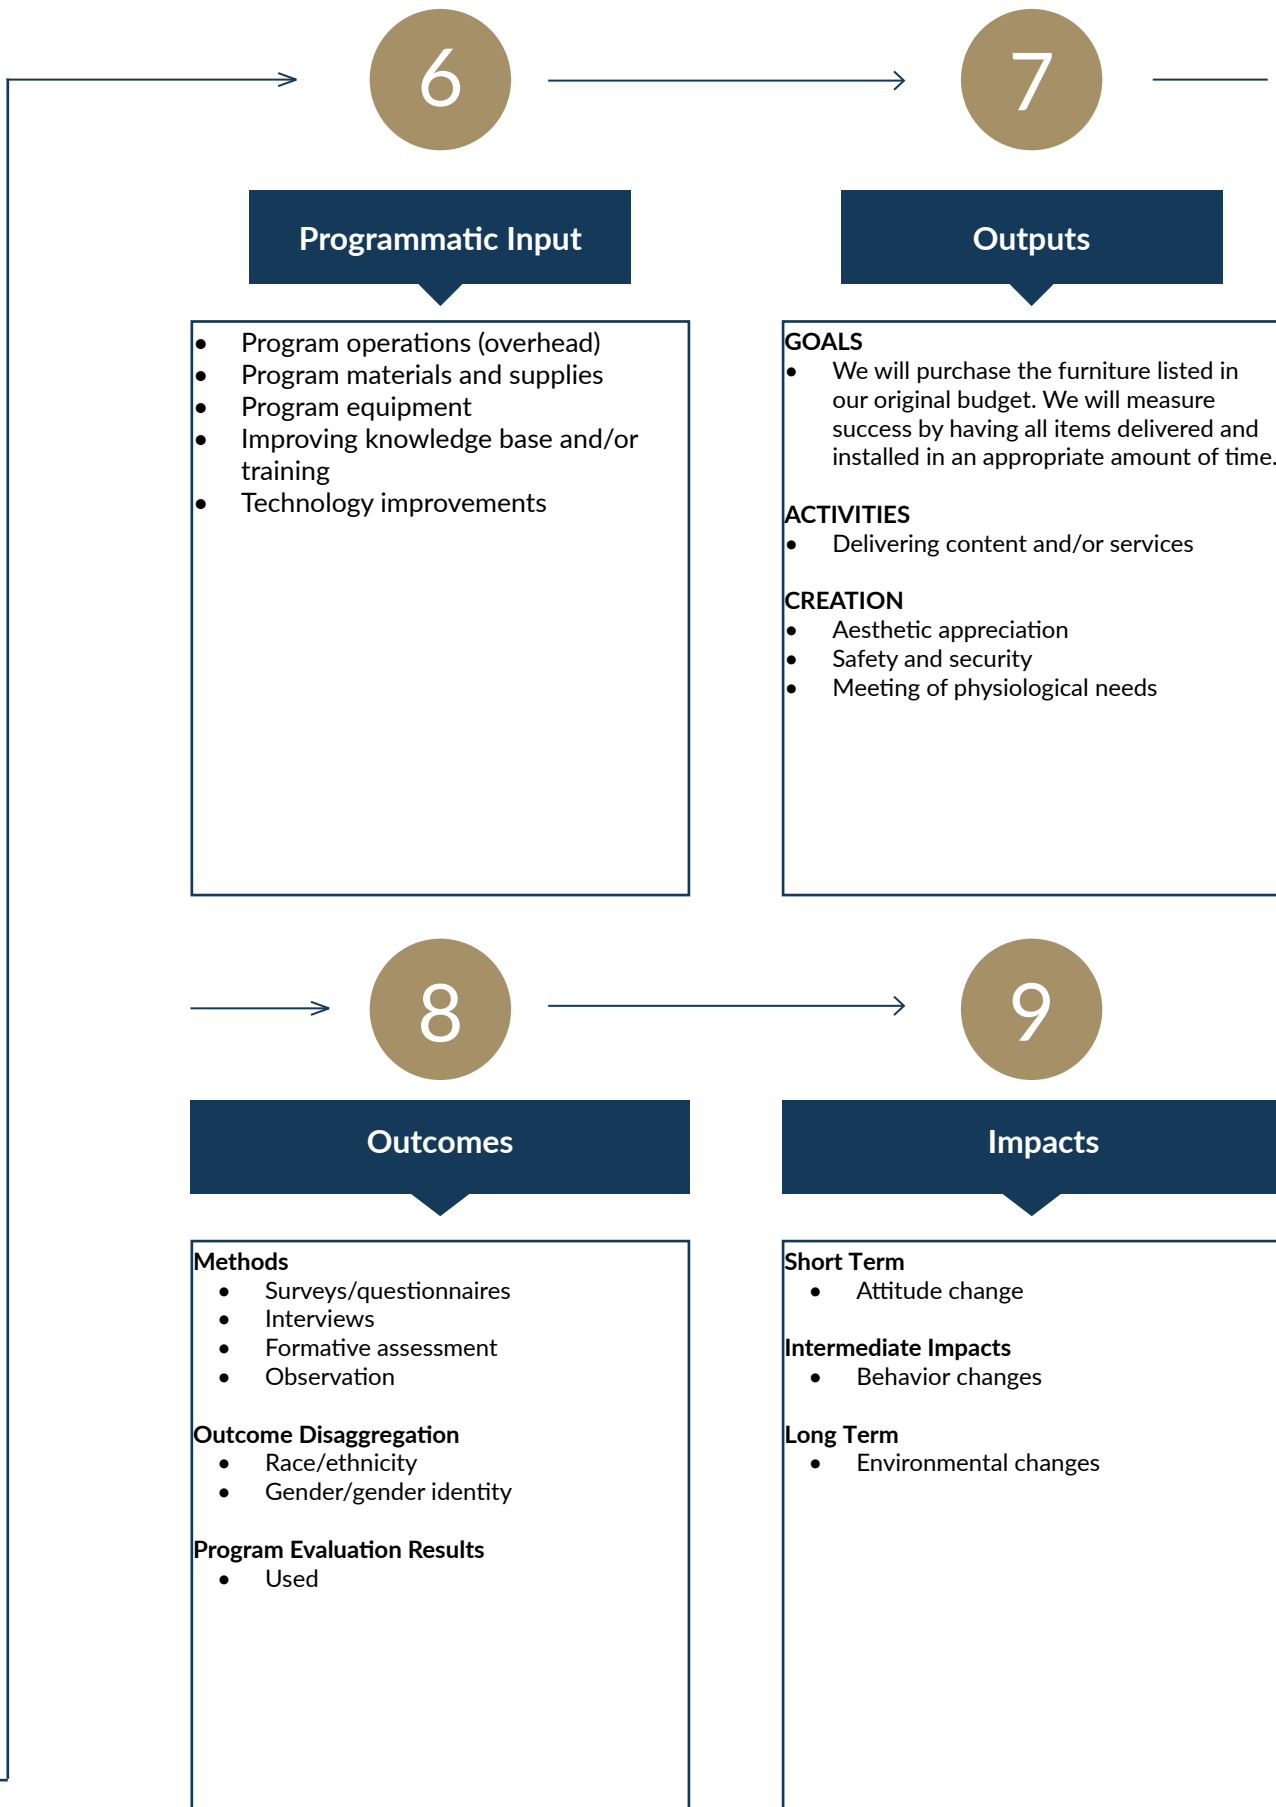 6
Programmatic Input
• Program operations (overhead)
• Program materials and supplies
• Program equipment
• Improving knowledge base and/or
training
• Technology improvements
7
Outputs
GOALS
• We will purchase the furniture listed in
our original budget. We will measure
success by having all items delivered and
installed in an appropriate amount of time.
ACTIVITIES
• Delivering content and/or services
CREATION
• Aesthetic appreciation
• Safety and security
• Meeting of physiological needs
8
Outcomes
Methods
• Surveys/questionnaires
• Interviews
• Formative assessment
• Observation
Outcome Disaggregation
• Race/ethnicity
• Gender/gender identity
Program Evaluation Results
• Used
9
Impacts
Short Term
• Attitude change
Intermediate Impacts
• Behavior changes
Long Term
• Environmental changes